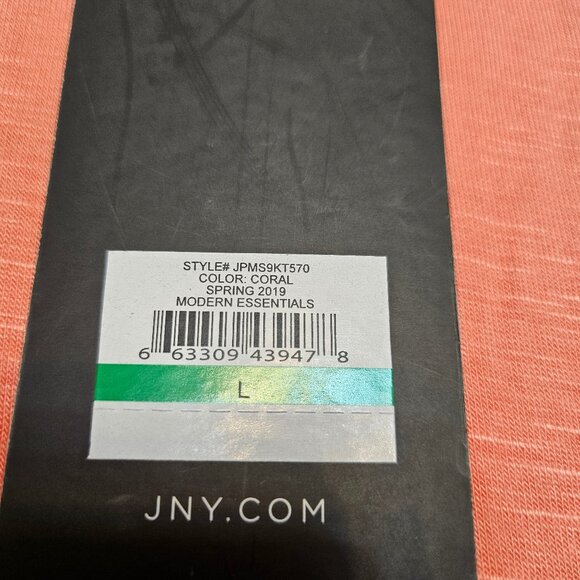 STYLE# JPMS9KT570
COLOR: CORAL
SPRING 2019
MODERN ESSENTIALS
6 63309 43947 8
L
JNY.COM